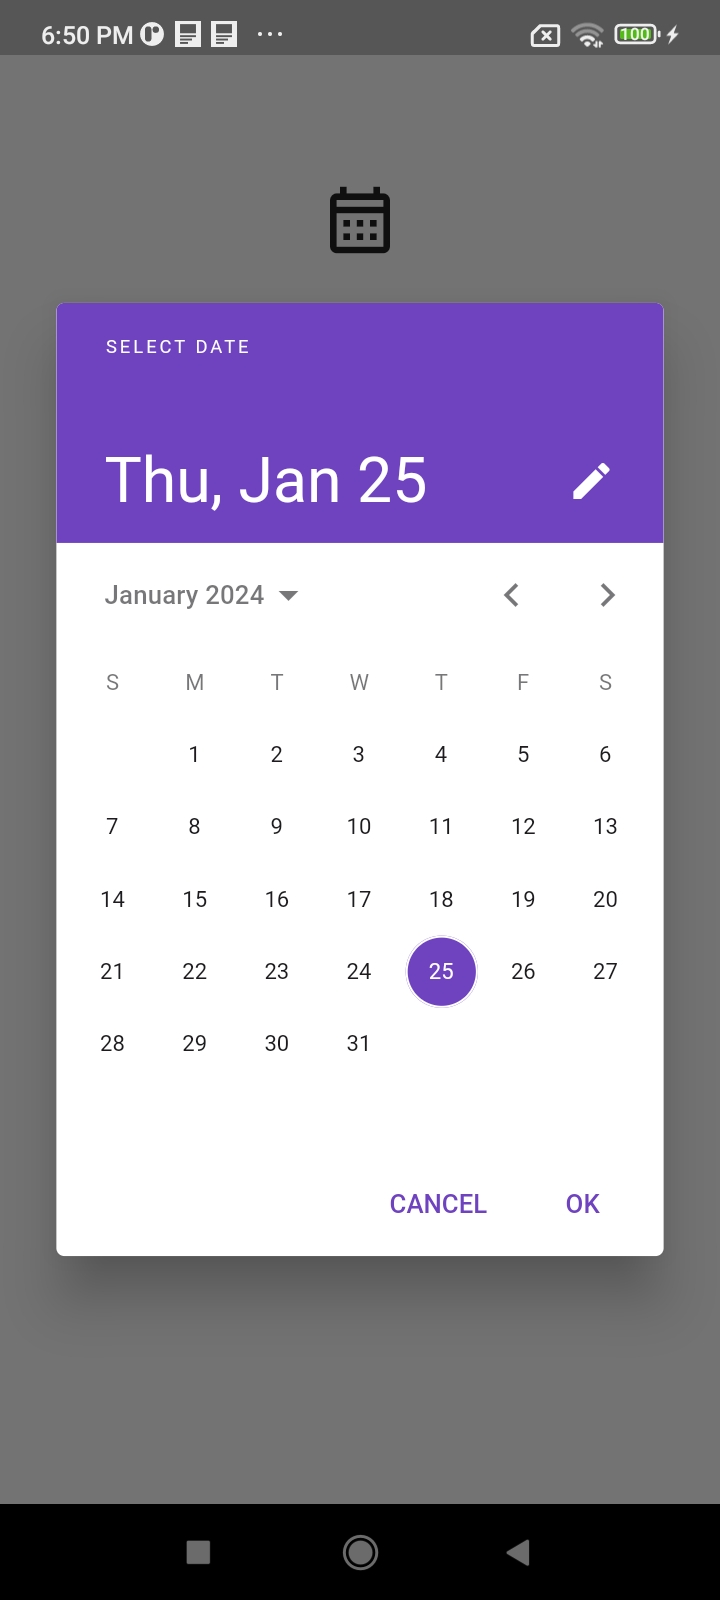 6:50 PM 100
SELECT DATE
Thu, Jan 25
January 2024
S M T W T F S
1 2 3 4 5 6
7 8 9 10 11 12 13
14 15 16 17 18 19 20
21 22 23 24 25 26 27
28 29 30 31
CANCEL OK